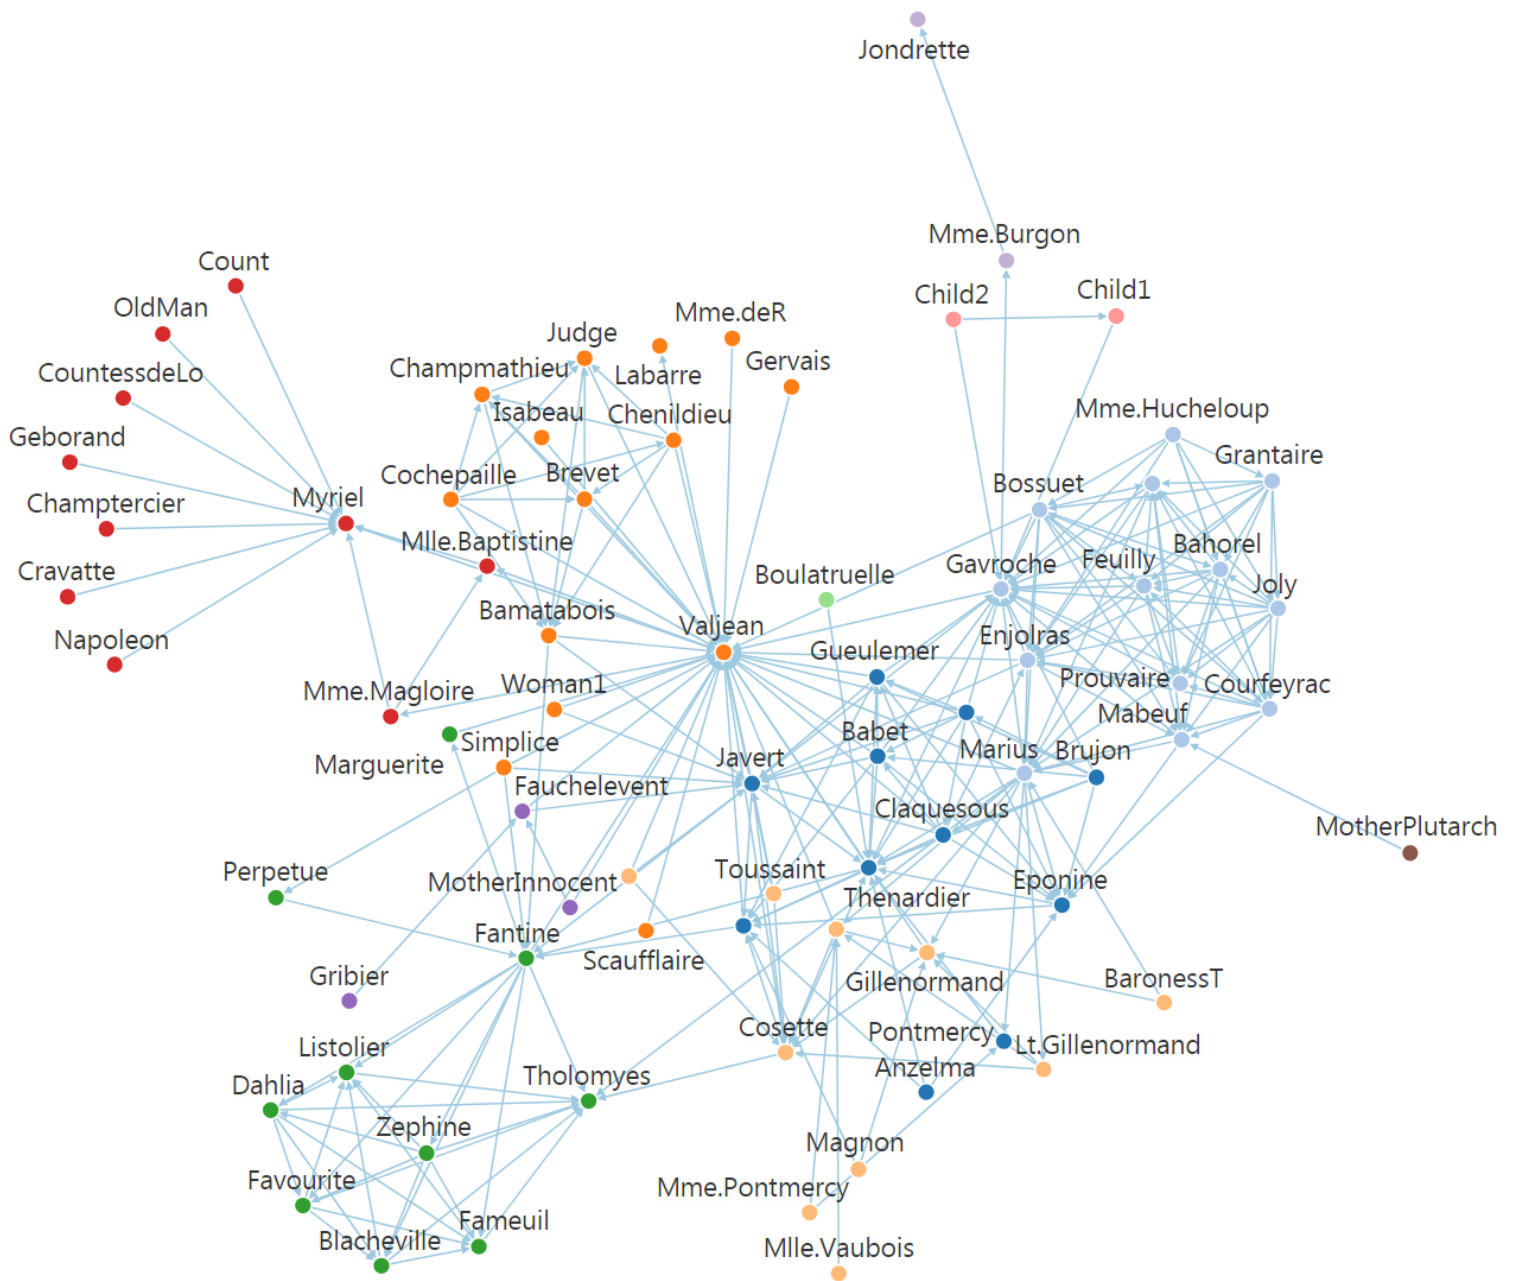 Jondrette
Mme.Burgon
Count
Child2
Child1
OldMan
Mme.deR
Judge
Gervais
Champmathieu
Labarre
CountessdeLo
Isabeau
Chenildieu
Mme.Hucheloup
Geborand
Grantaire
Cochepaille
Brevet
Bossuet
Champtercier
Myriel
Mlle.Baptistine
Bahorel
Feuilly
Gavroche
Cravatte
Boulatruelle
Joly
Bamatabois
Valjean
Enjolras
Napoleon
Gueulemer
Prouvaire
Courfeyrac
Mme.Magloire
Woman1
Mabeuf
Babet
Simplice
Marius
Brujon
Marguerite
Javert
Fauchelevent
Claquesous
MotherPlutarch
Perpetue
Toussaint
MotherInnocent
Eponine
Thenardier
Fantine
Scaufflaire
Gribier
Gillenormand
BaronessT
Cosette
Pontmercy
Lt.Gillenormand
Listolier
Anzelma
Dahlia
Tholomyes
Zephine
Magnon
Favourite
Mme.Pontmercy
Fameuil
Blacheville
Mlle.Vaubois